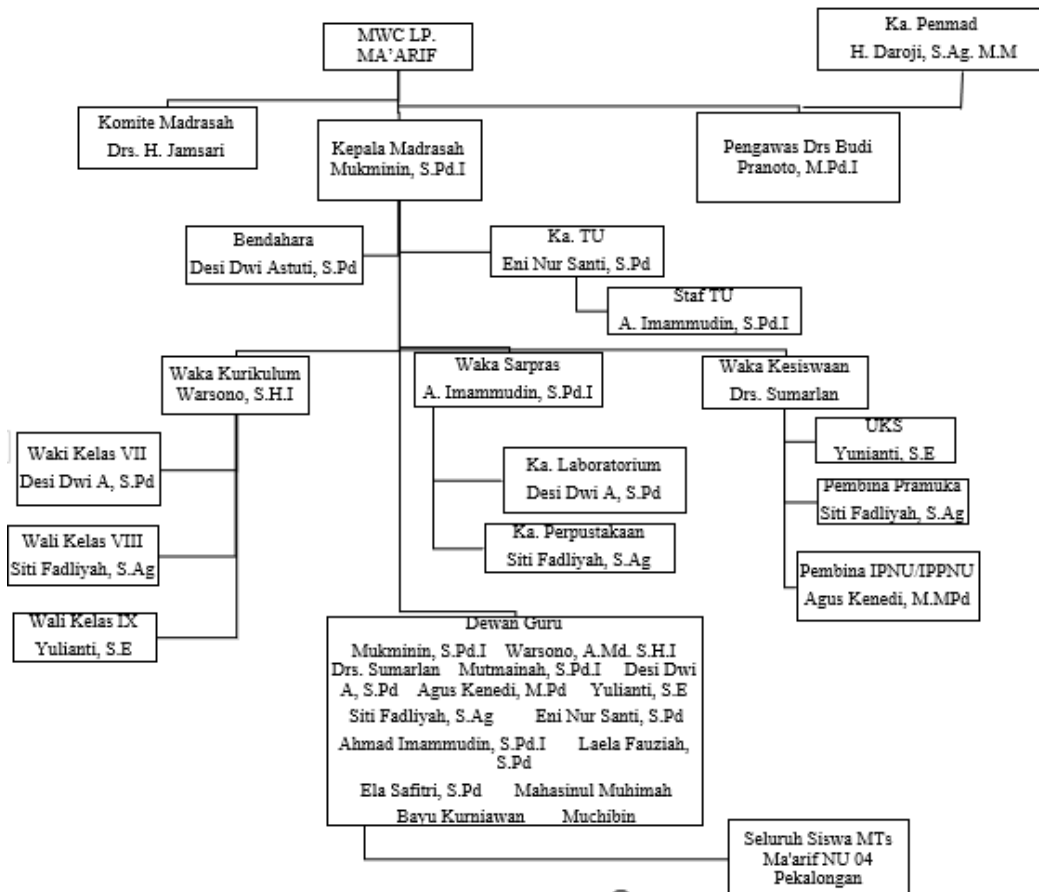 MWC LP.
MA'ARIF
Ka. Penmad
H. Daroji, S.Ag. M.M
Komite Madrasah
Drs. H. Jamsari
Kepala Madrasah
Mukminin, S.Pd.I
Pengawas Drs Budi
Pranoto, M.Pd.I
Bendahara
Desi Dwi Astuti, S.Pd
Ka. TU
Eni Nur Santi, S.Pd
Staf TU
A. Imammudin, S.Pd.I
Waka Kurikulum
Warsono, S.H.I
Waka Sarpras
A. Imammudin, S.Pd.I
Waka Kesiswaan
Drs. Sumarlan
Waki Kelas VII
Desi Dwi A, S.Pd
Wali Kelas VIII
Siti Fadliyah, S.Ag
Wali Kelas IX
Yulianti, S.E
Ka. Laboratorium
Desi Dwi A, S.Pd
Ka. Perpustakaan
Siti Fadliyah, S.Ag
UKS
Yunianti, S.E
Pembina Pramuka
Siti Fadliyah, S.Ag
Pembina IPNU/IPPNU
Agus Kenedi, M.MPd
Dewan Guru
Mukminin, S.Pd.I Warsono, A.Md. S.H.I
Drs. Sumarlan Mutmainah, S.Pd.I Desi Dwi
A, S.Pd Agus Kenedi, M.Pd Yulianti, S.E
Siti Fadliyah, S.Ag Eni Nur Santi, S.Pd
Ahmad Imammudin, S.Pd.I Laela Fauziah,
S.Pd
Ela Safitri, S.Pd Mahasinul Muhimah
Bayu Kurniawan Muchibin
Seluruh Siswa MTs
Ma'arif NU 04
Pekalongan